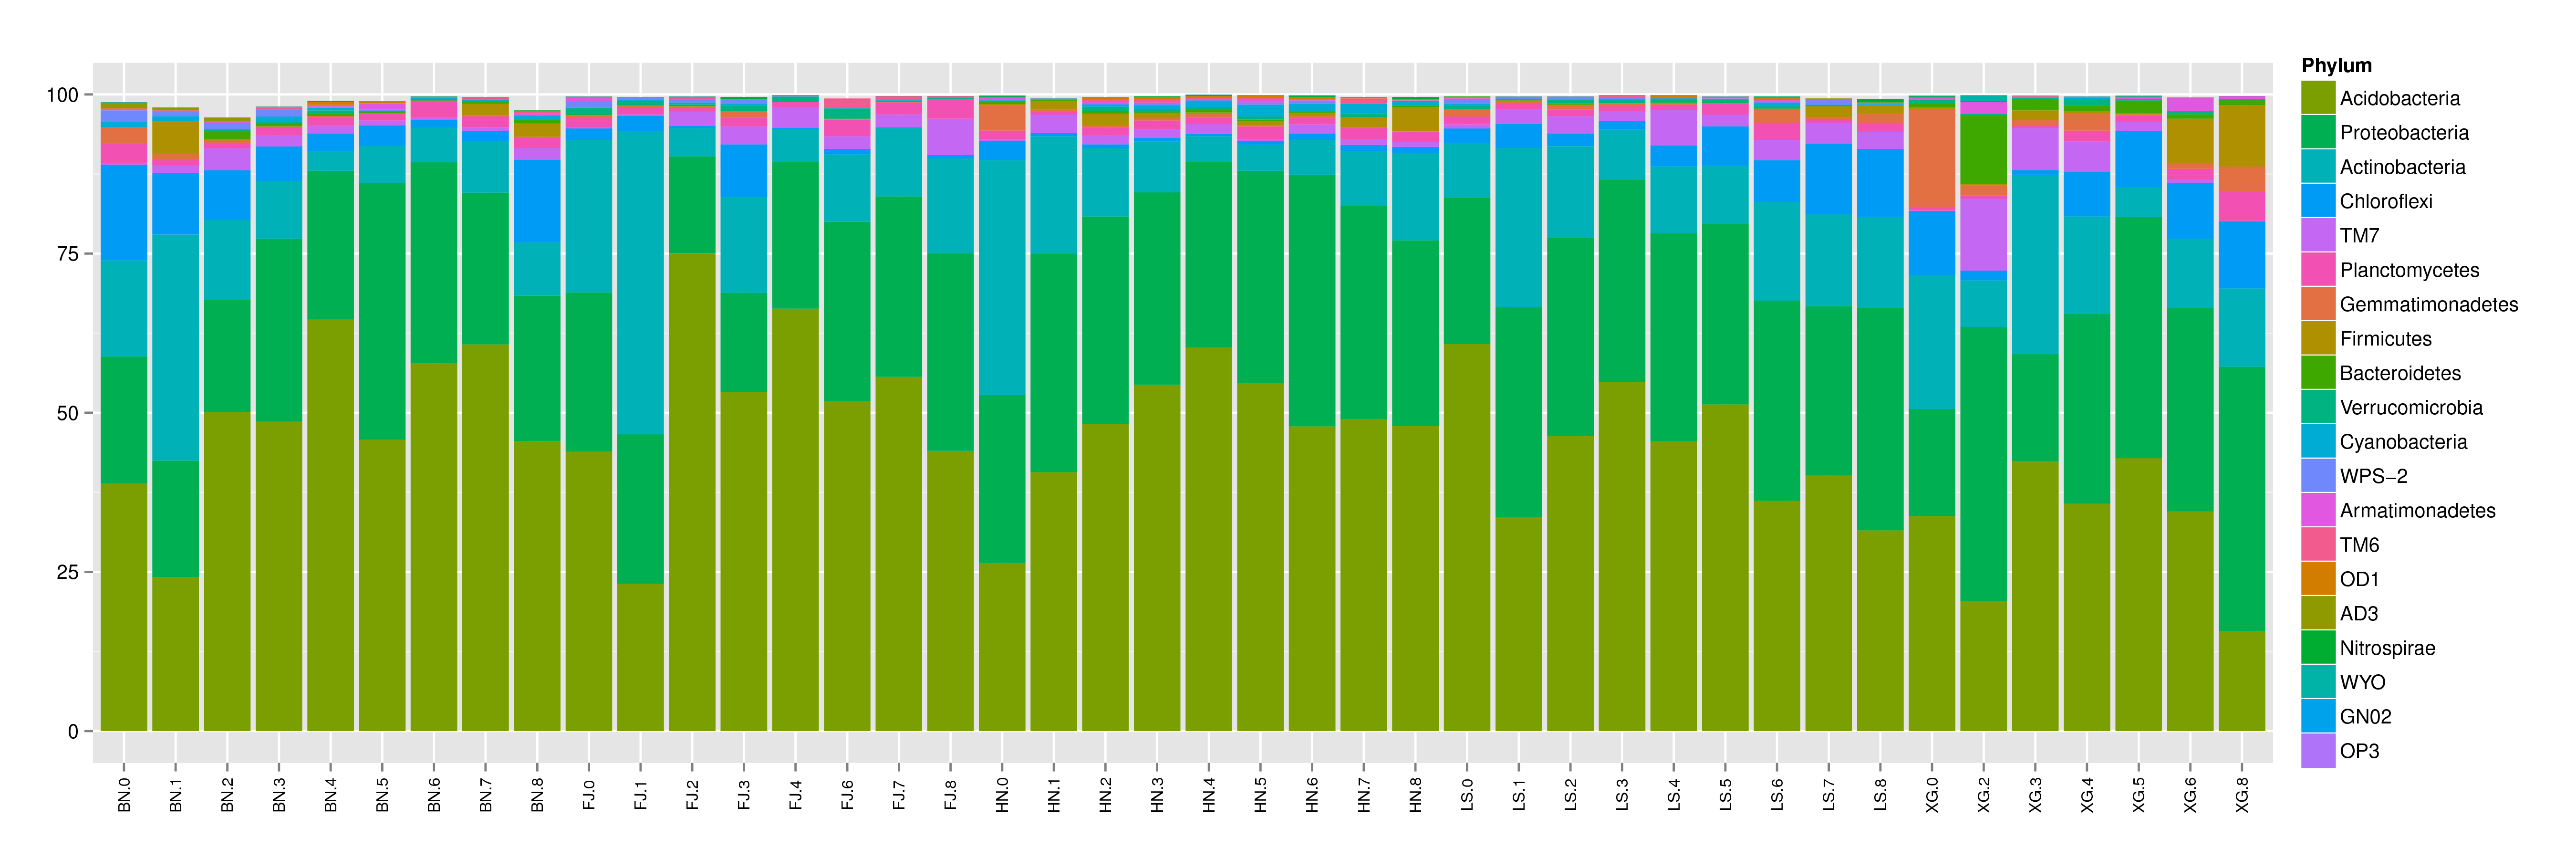 Phylum
Acidobacteria
Proteobacteria
Actinobacteria
Chloroflexi
TM7
Planctomycetes
Gemmatimonadetes
Firmicutes
Bacteroidetes
Verrucomicrobia
Cyanobacteria
WPS−2
Armatimonadetes
TM6
OD1
AD3
Nitrospirae
WYO
GN02
OP3
100
75
50
25
0
BN.0
BN.1
BN.2
BN.3
BN.4
BN.5
BN.6
BN.7
BN.8
FJ.0
FJ.1
FJ.2
FJ.3
FJ.4
FJ.6
FJ.7
FJ.8
HN.0
HN.1
HN.2
HN.3
HN.4
HN.5
HN.6
HN.7
HN.8
LS.0
LS.1
LS.2
LS.3
LS.4
LS.5
LS.6
LS.7
LS.8
XG.0
XG.2
XG.3
XG.4
XG.5
XG.6
XG.8